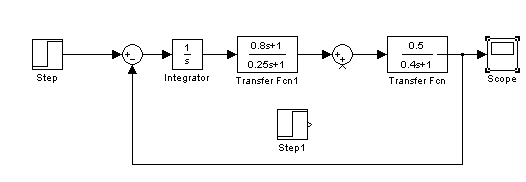 Step
+
−
1
s
Integrator
0.8s+1
0.25s+1
Transfer Fcn1
+
+
0.5
0.4s+1
Transfer Fcn
Scope
Step1